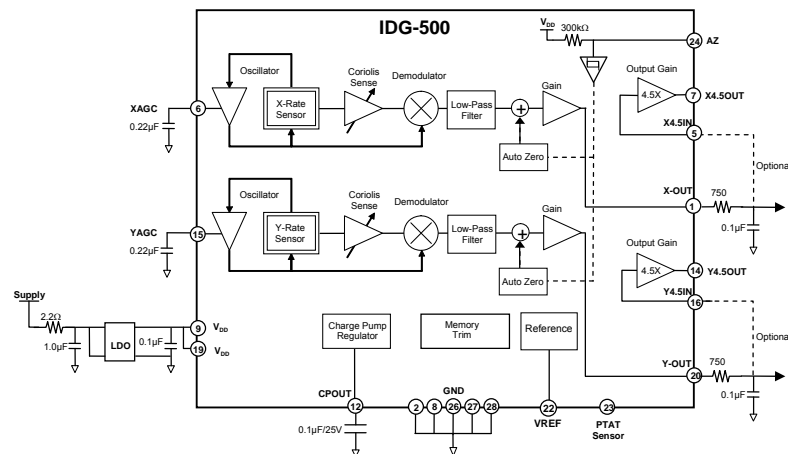 IDG-500
VDD
300kΩ
24
AZ
Oscillator
Coriolis
Sense
Demodulator
Output Gain
XAGC
6
X-Rate
Sensor
Low-Pass
Filter
+
Gain
4.5X
7
X4.5OUT
0.22µF
X4.5IN
5
Auto Zero
Optional
750
X-OUT
1
0.1µF
Oscillator
Coriolis
Sense
Demodulator
YAGC
15
Y-Rate
Sensor
Low-Pass
Filter
+
Gain
Output Gain
0.22µF
4.5X
14
Y4.5OUT
Y4.5IN
16
Auto Zero
Supply
2.2Ω
9
VDD
LDO
1.0µF
0.1µF
19
VDD
Charge Pump
Regulator
Memory
Trim
Reference
Optional
750
Y-OUT
20
0.1µF
CPOUT
GND
12
2
8
26
27
28
22
23
VREF
PTAT
Sensor
0.1µF/25V